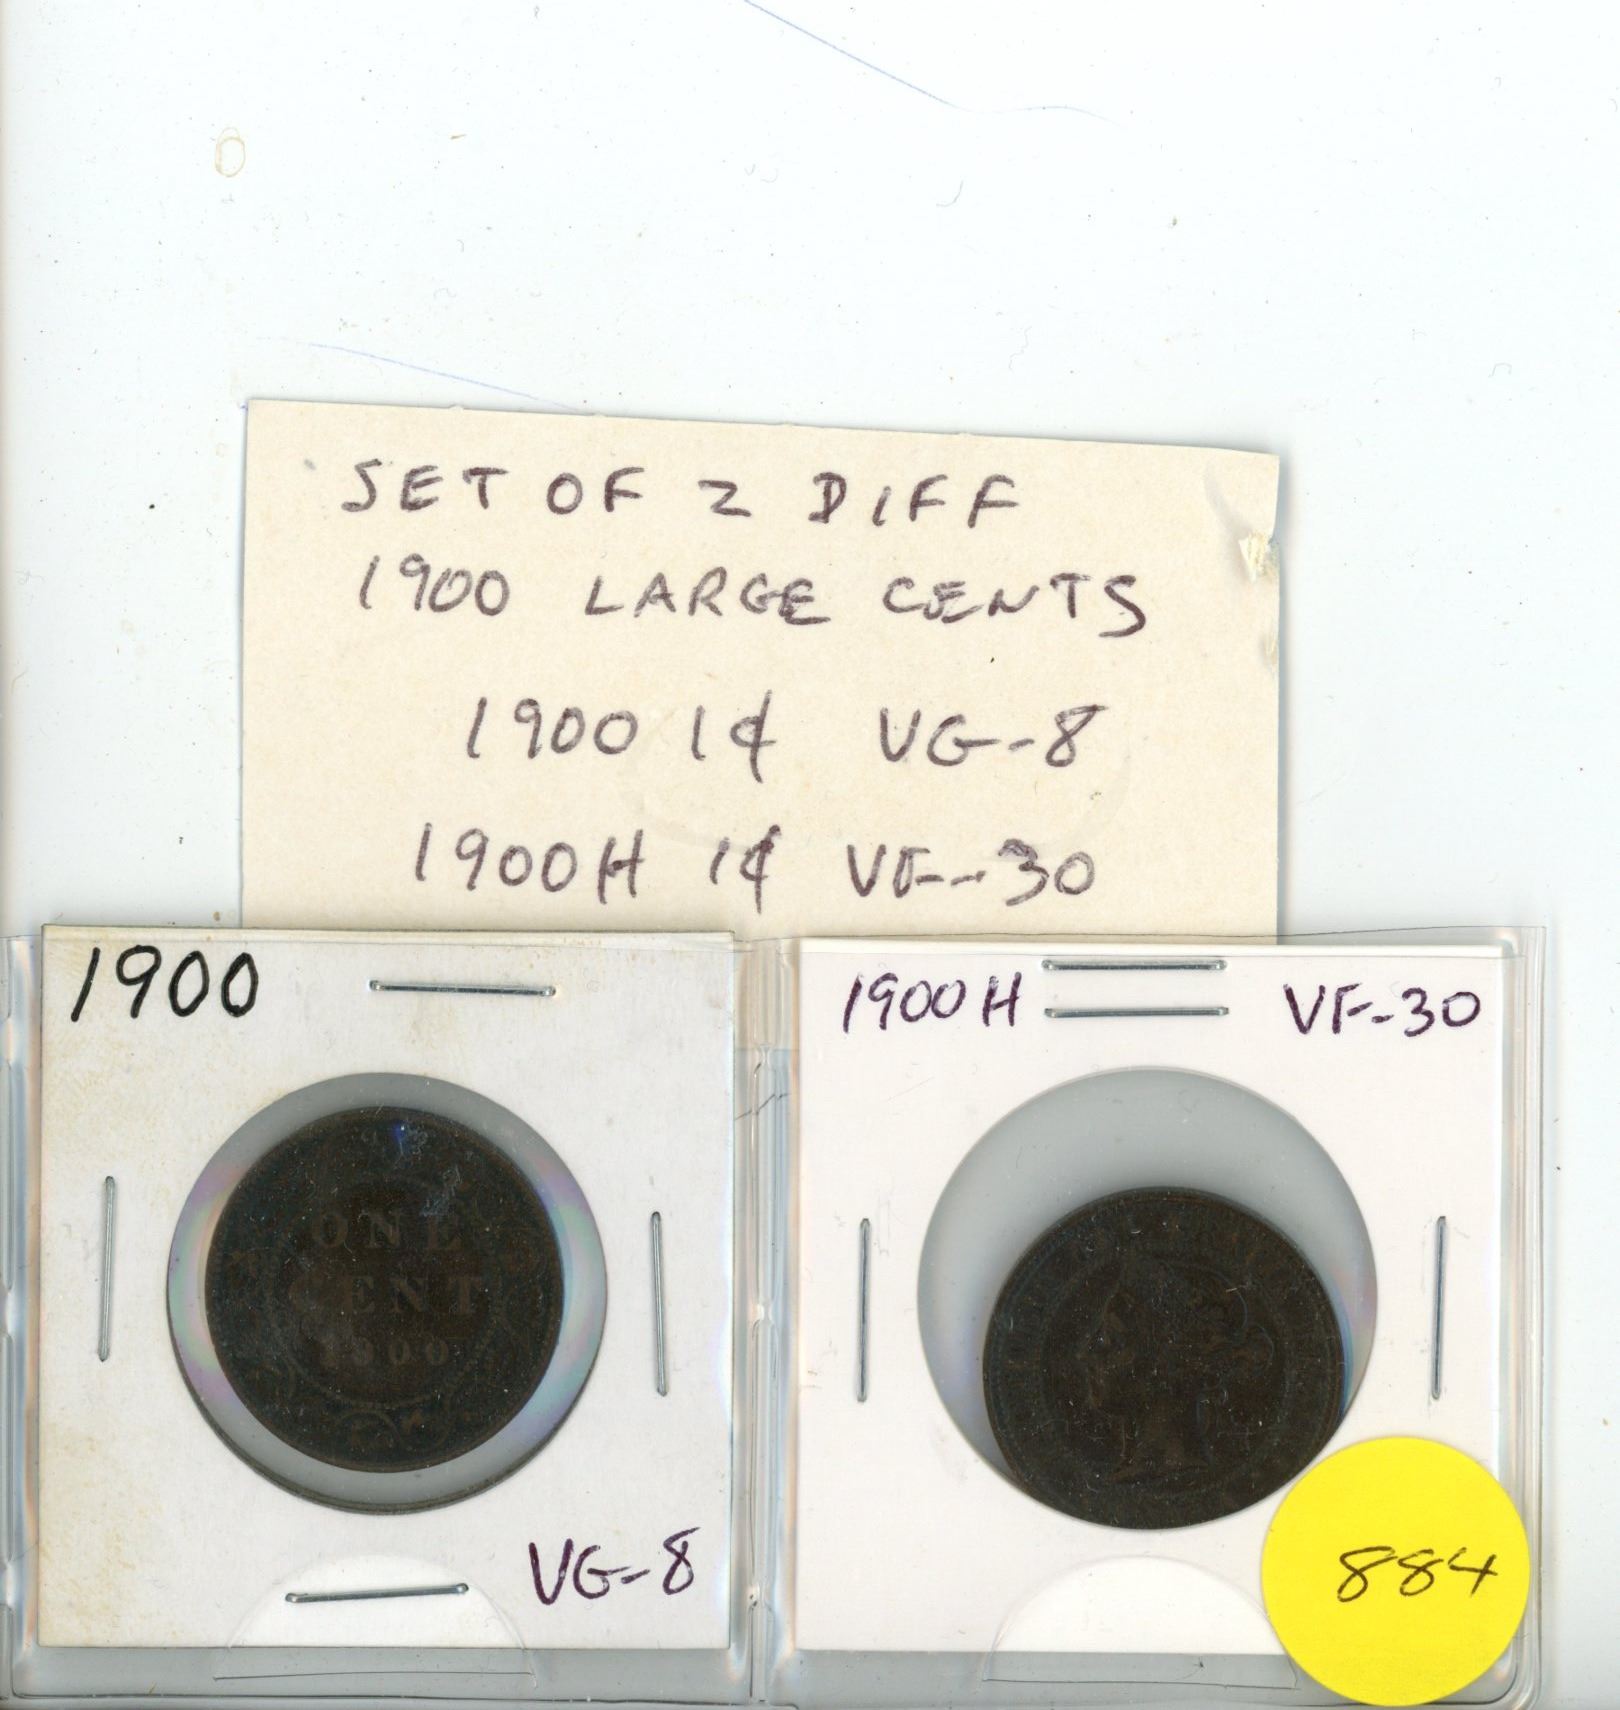 SET OF 2 DIFF
1900 LARGE CENTS
1900 1¢ VG-8
1900H 1¢ VF-30
1900
ONE
CENT
1900
VG-8
1900H VF-30
884